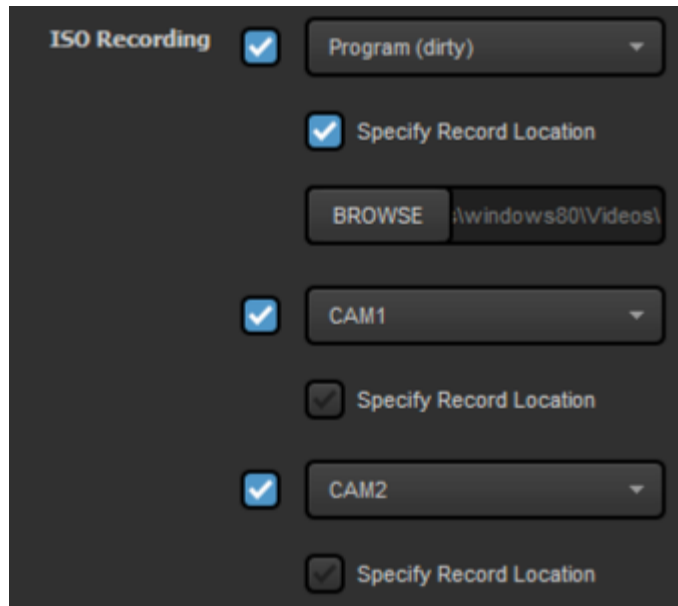 ISO Recording Program (dirty)
Specify Record Location
BROWSE \windows80\Videos\
CAM1
Specify Record Location
CAM2
Specify Record Location